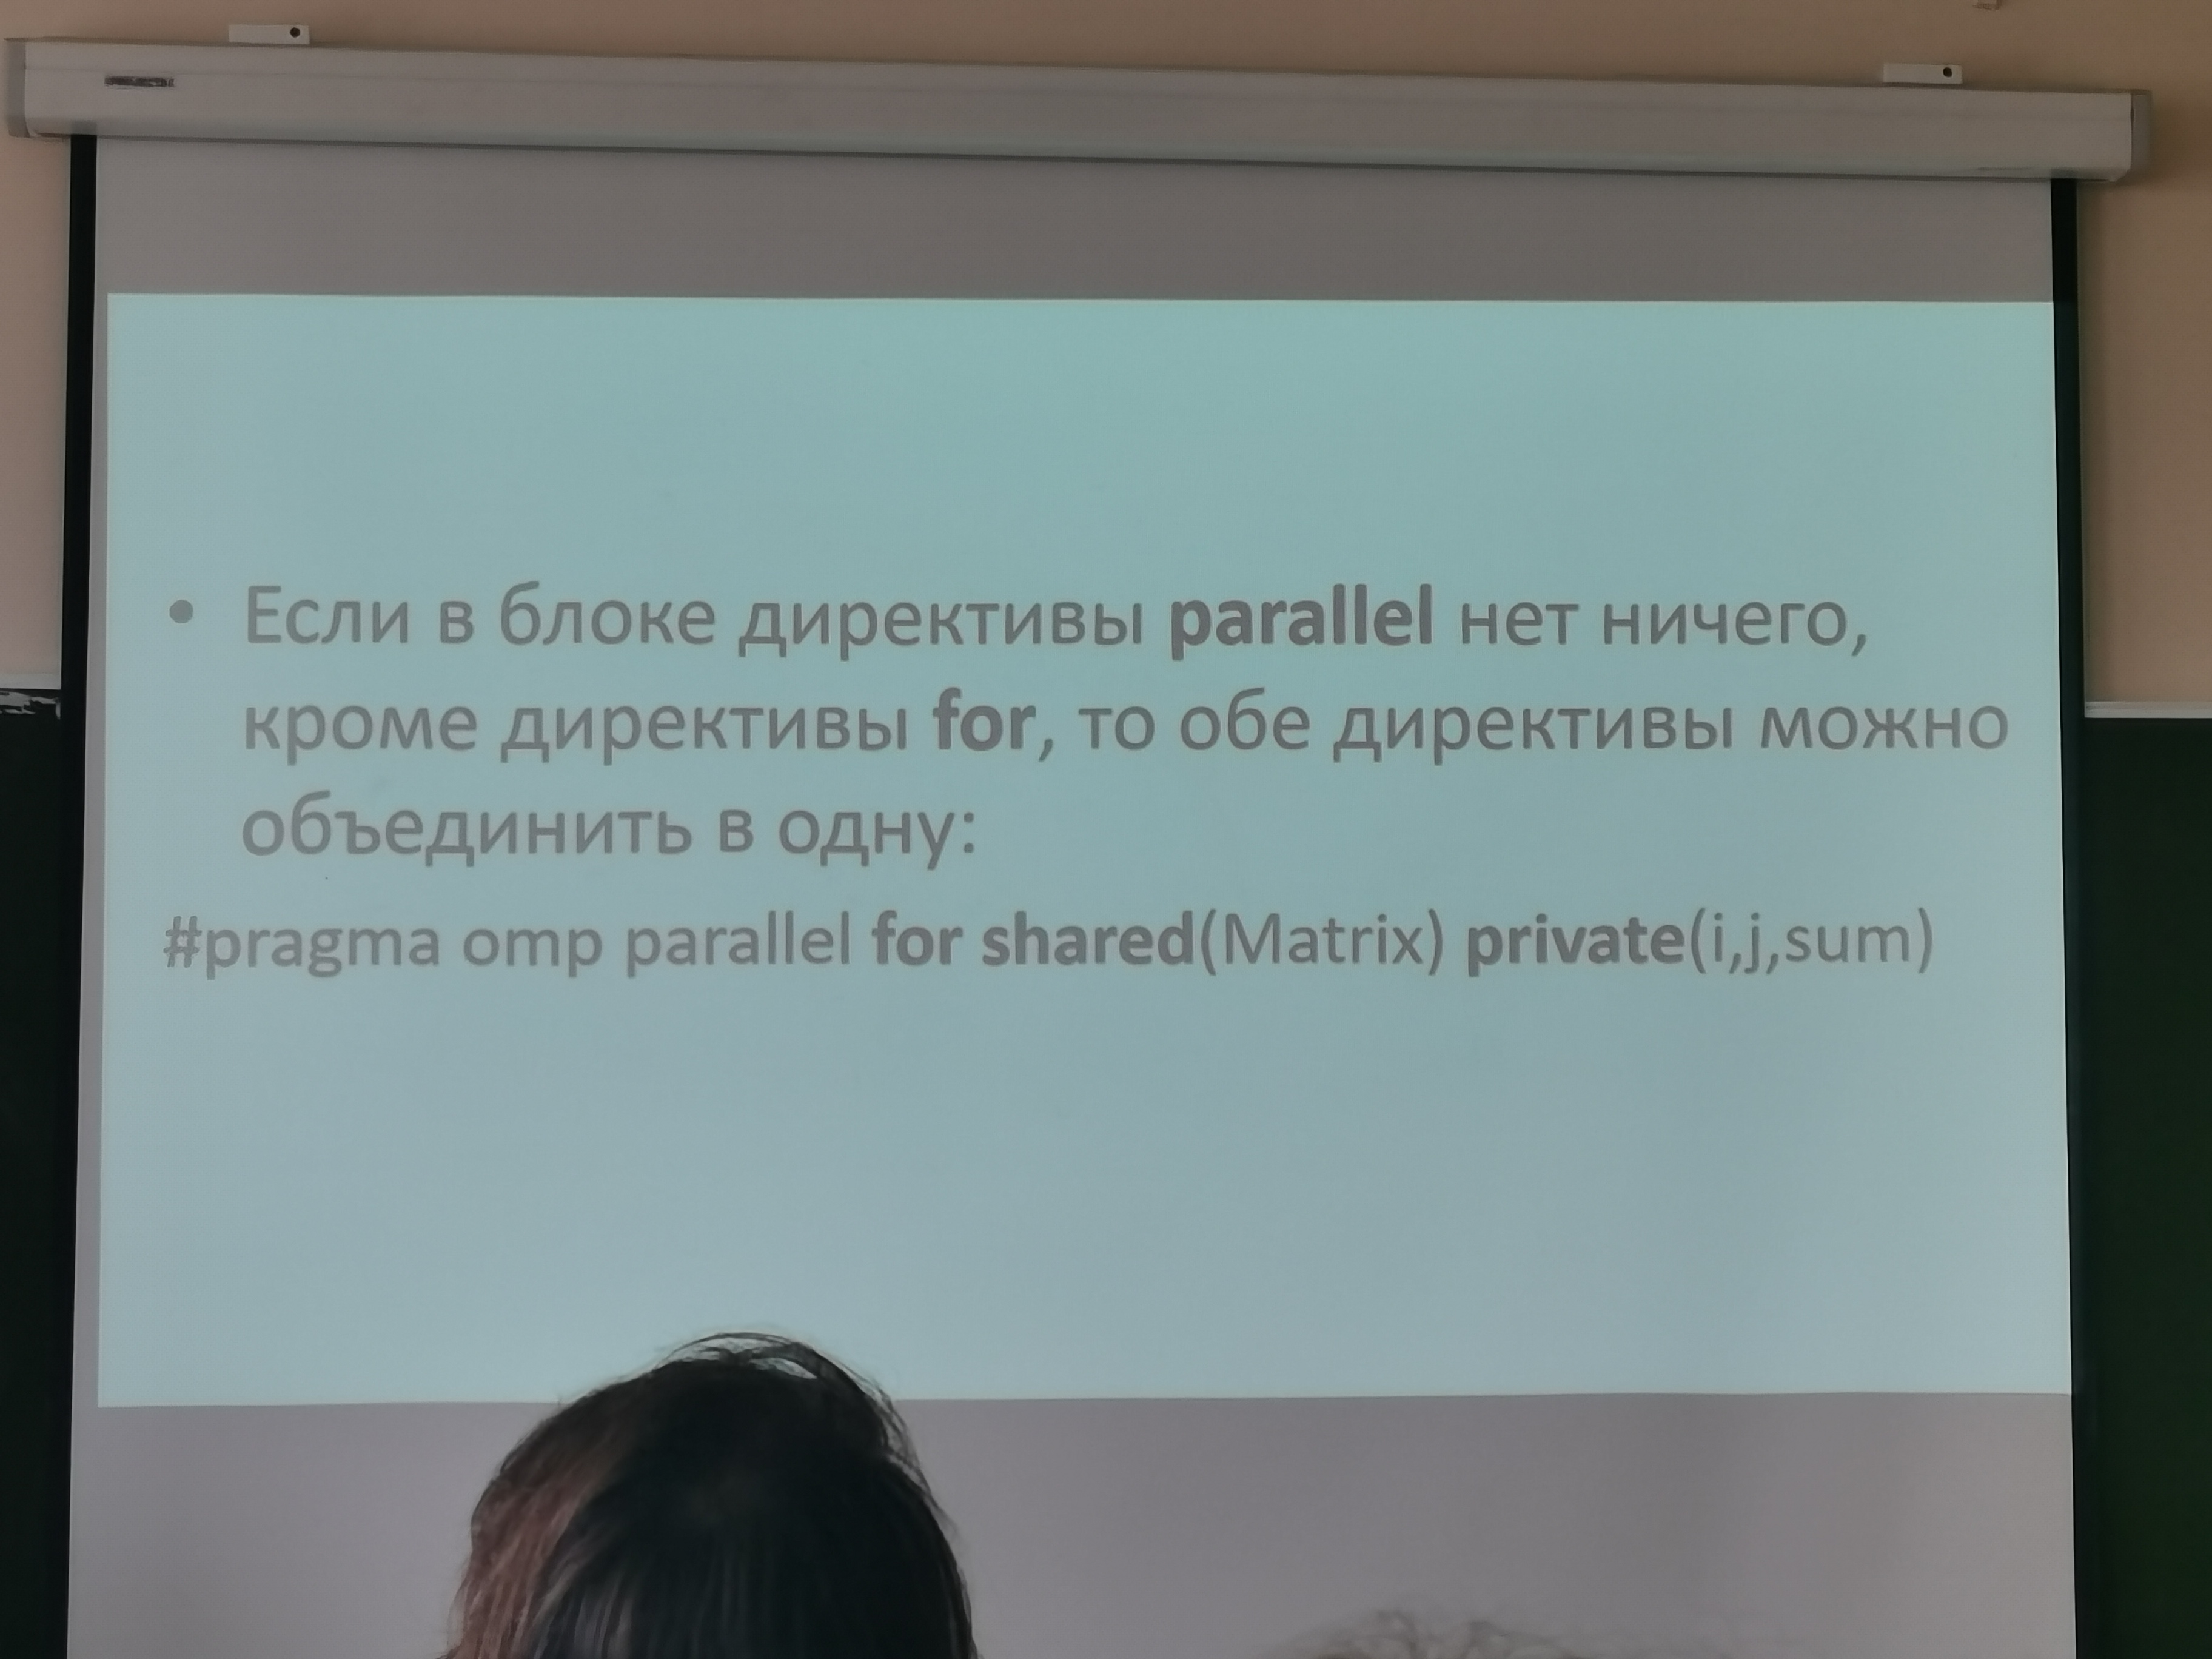 • Если в блоке директивы parallel нет ничего,
кроме директивы for, то обе директивы можно
объединить в одну:
#pragma omp parallel for shared(Matrix) private(i,j,sum)